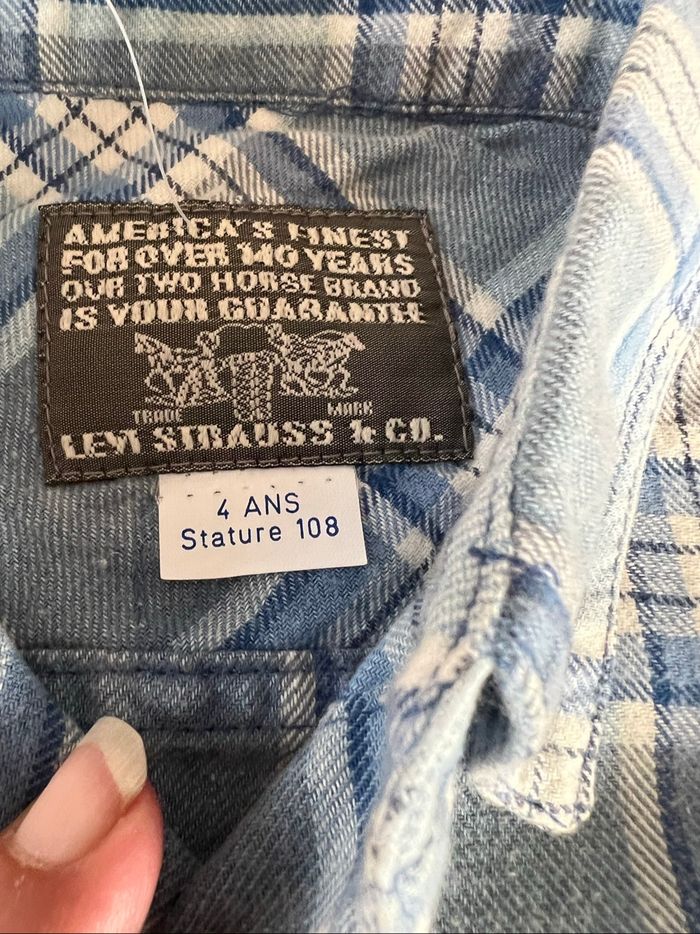 AMERICA'S FINEST
FOR OVER 140 YEARS
OUR TWO HORSE BRAND
IS YOUR GUARANTEE
TRADE MARK
LEVI STRAUSS & CO.
4 ANS
Stature 108